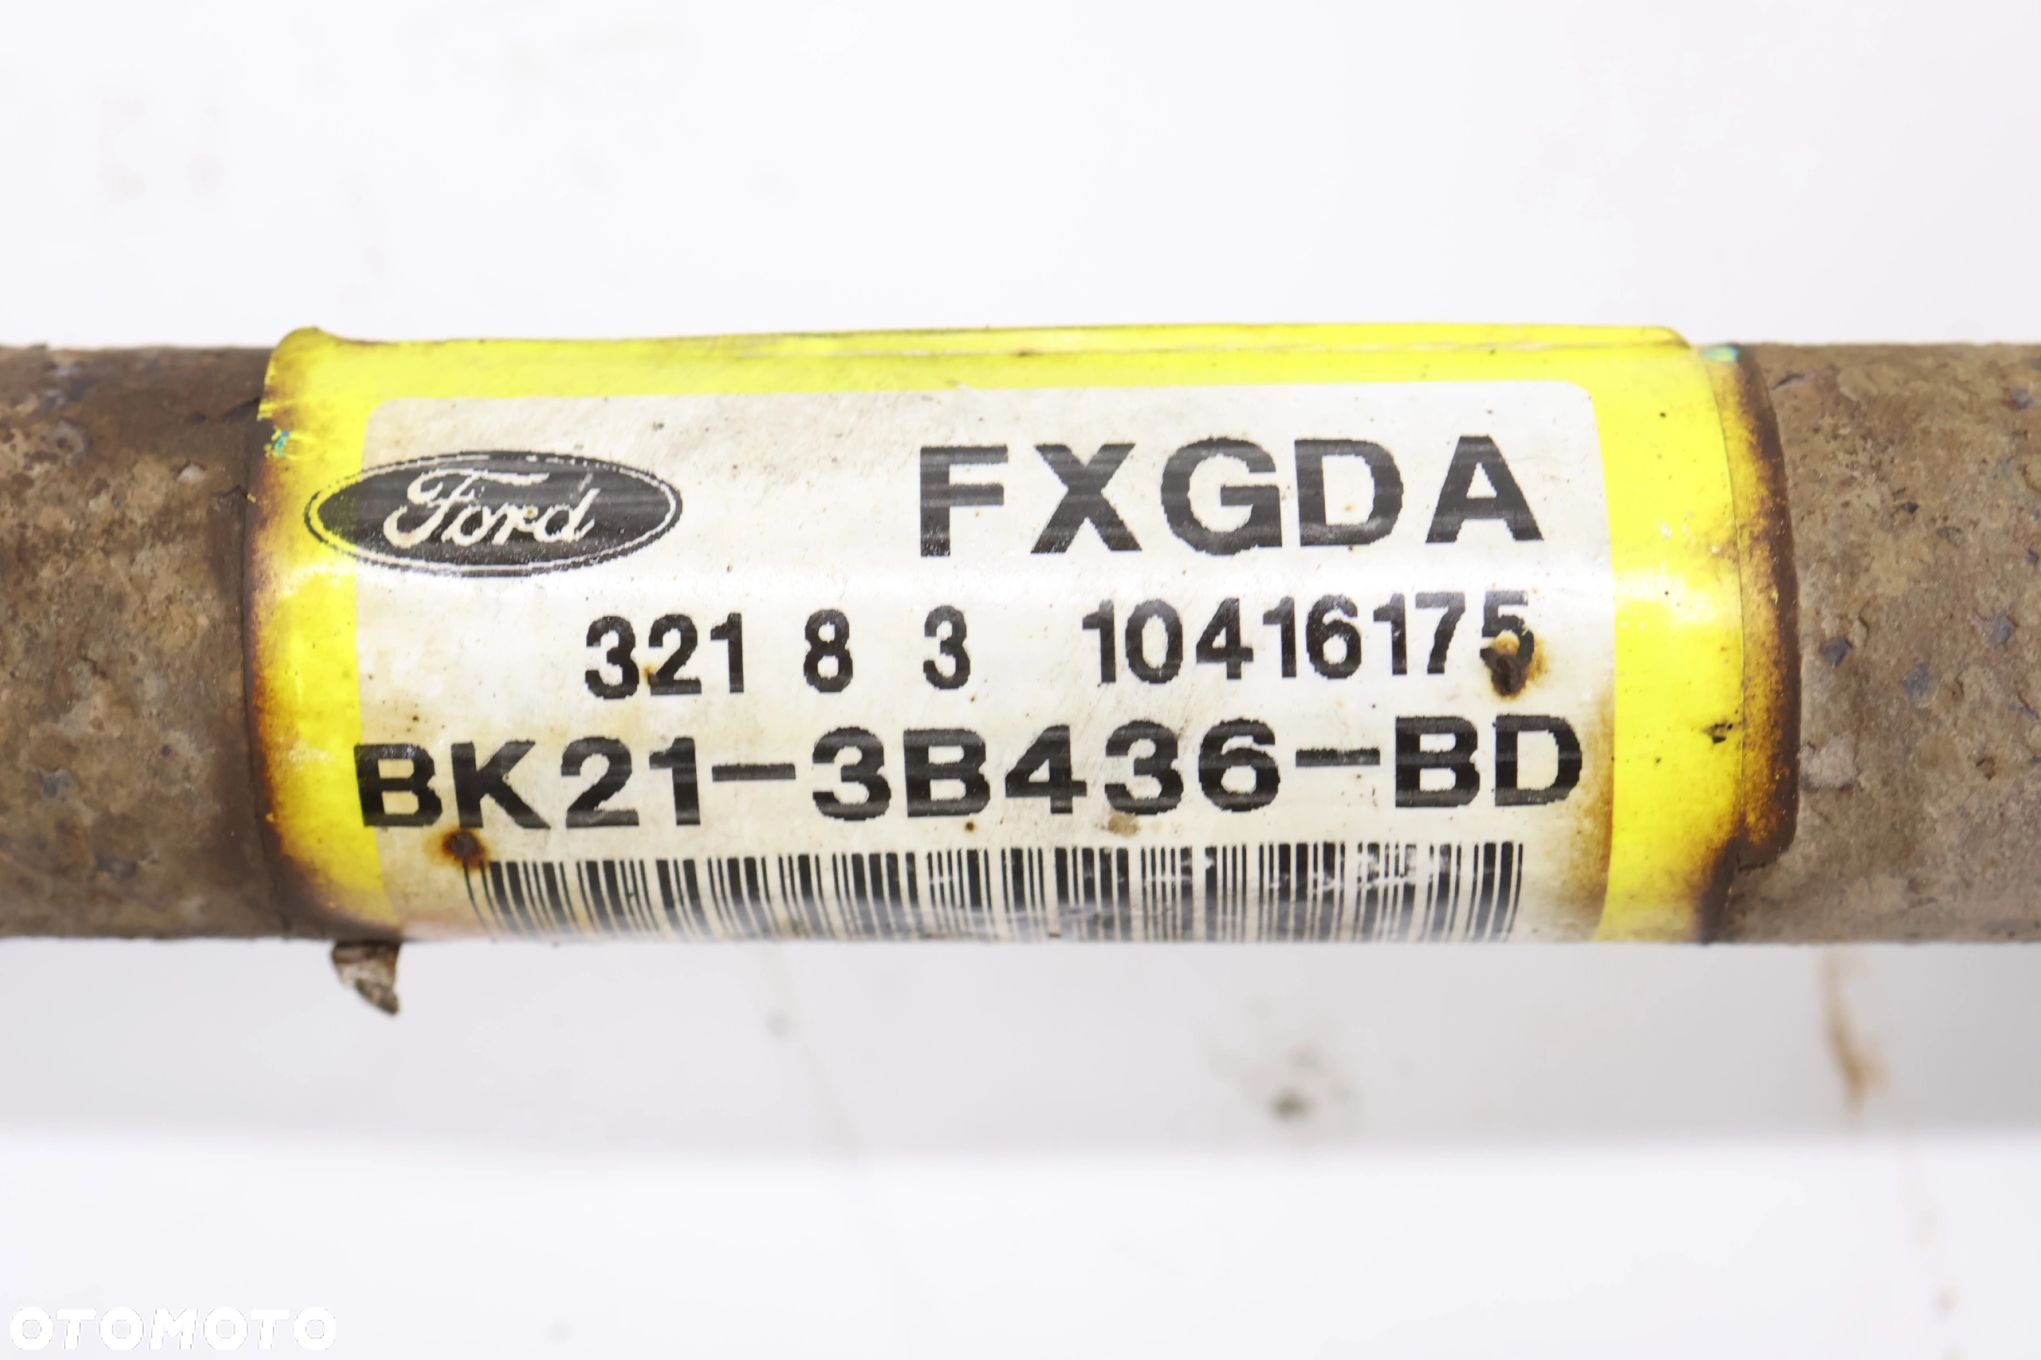 Ford FXGDA
321 8 3 10416175
BK21-3B436-BD
OTOMOTO